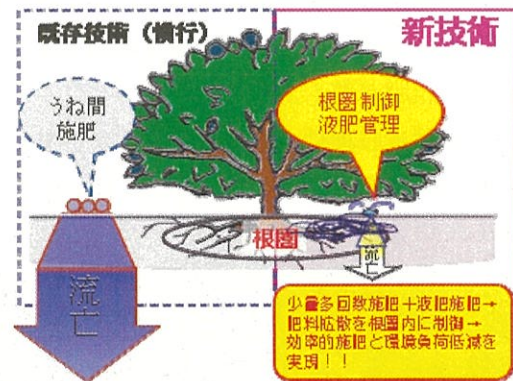 既存技術（慣行）
新技術
うね間
施肥
根圏制御
液肥管理
根圏
流亡
流亡
少量多回数施肥＋液肥施肥→
肥料拡散を根圏内に制御→
効率的施肥と環境負荷低減を
実現！！